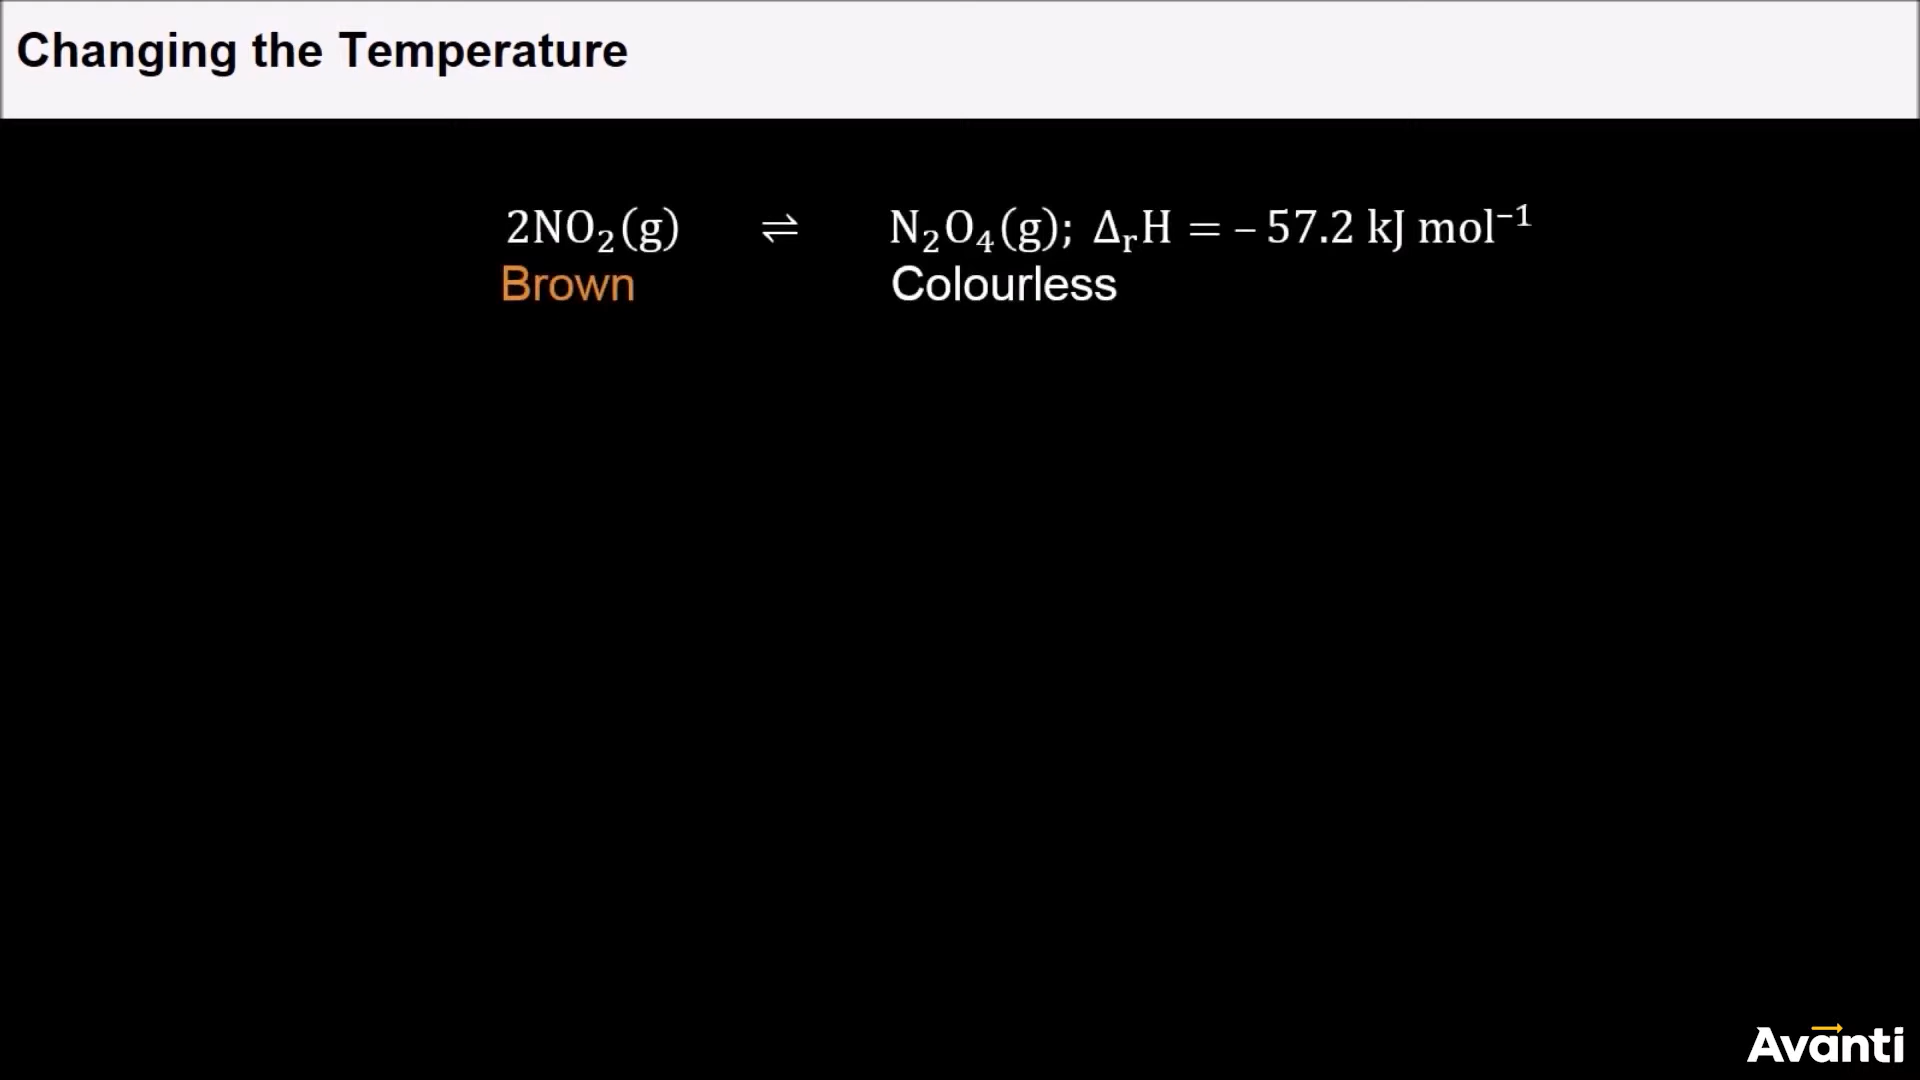 Changing the Temperature
2NO₂(g) ⇌ N₂O₄(g); ΔᵣH = – 57.2 kJ mol⁻¹
Brown Colourless
Avanti